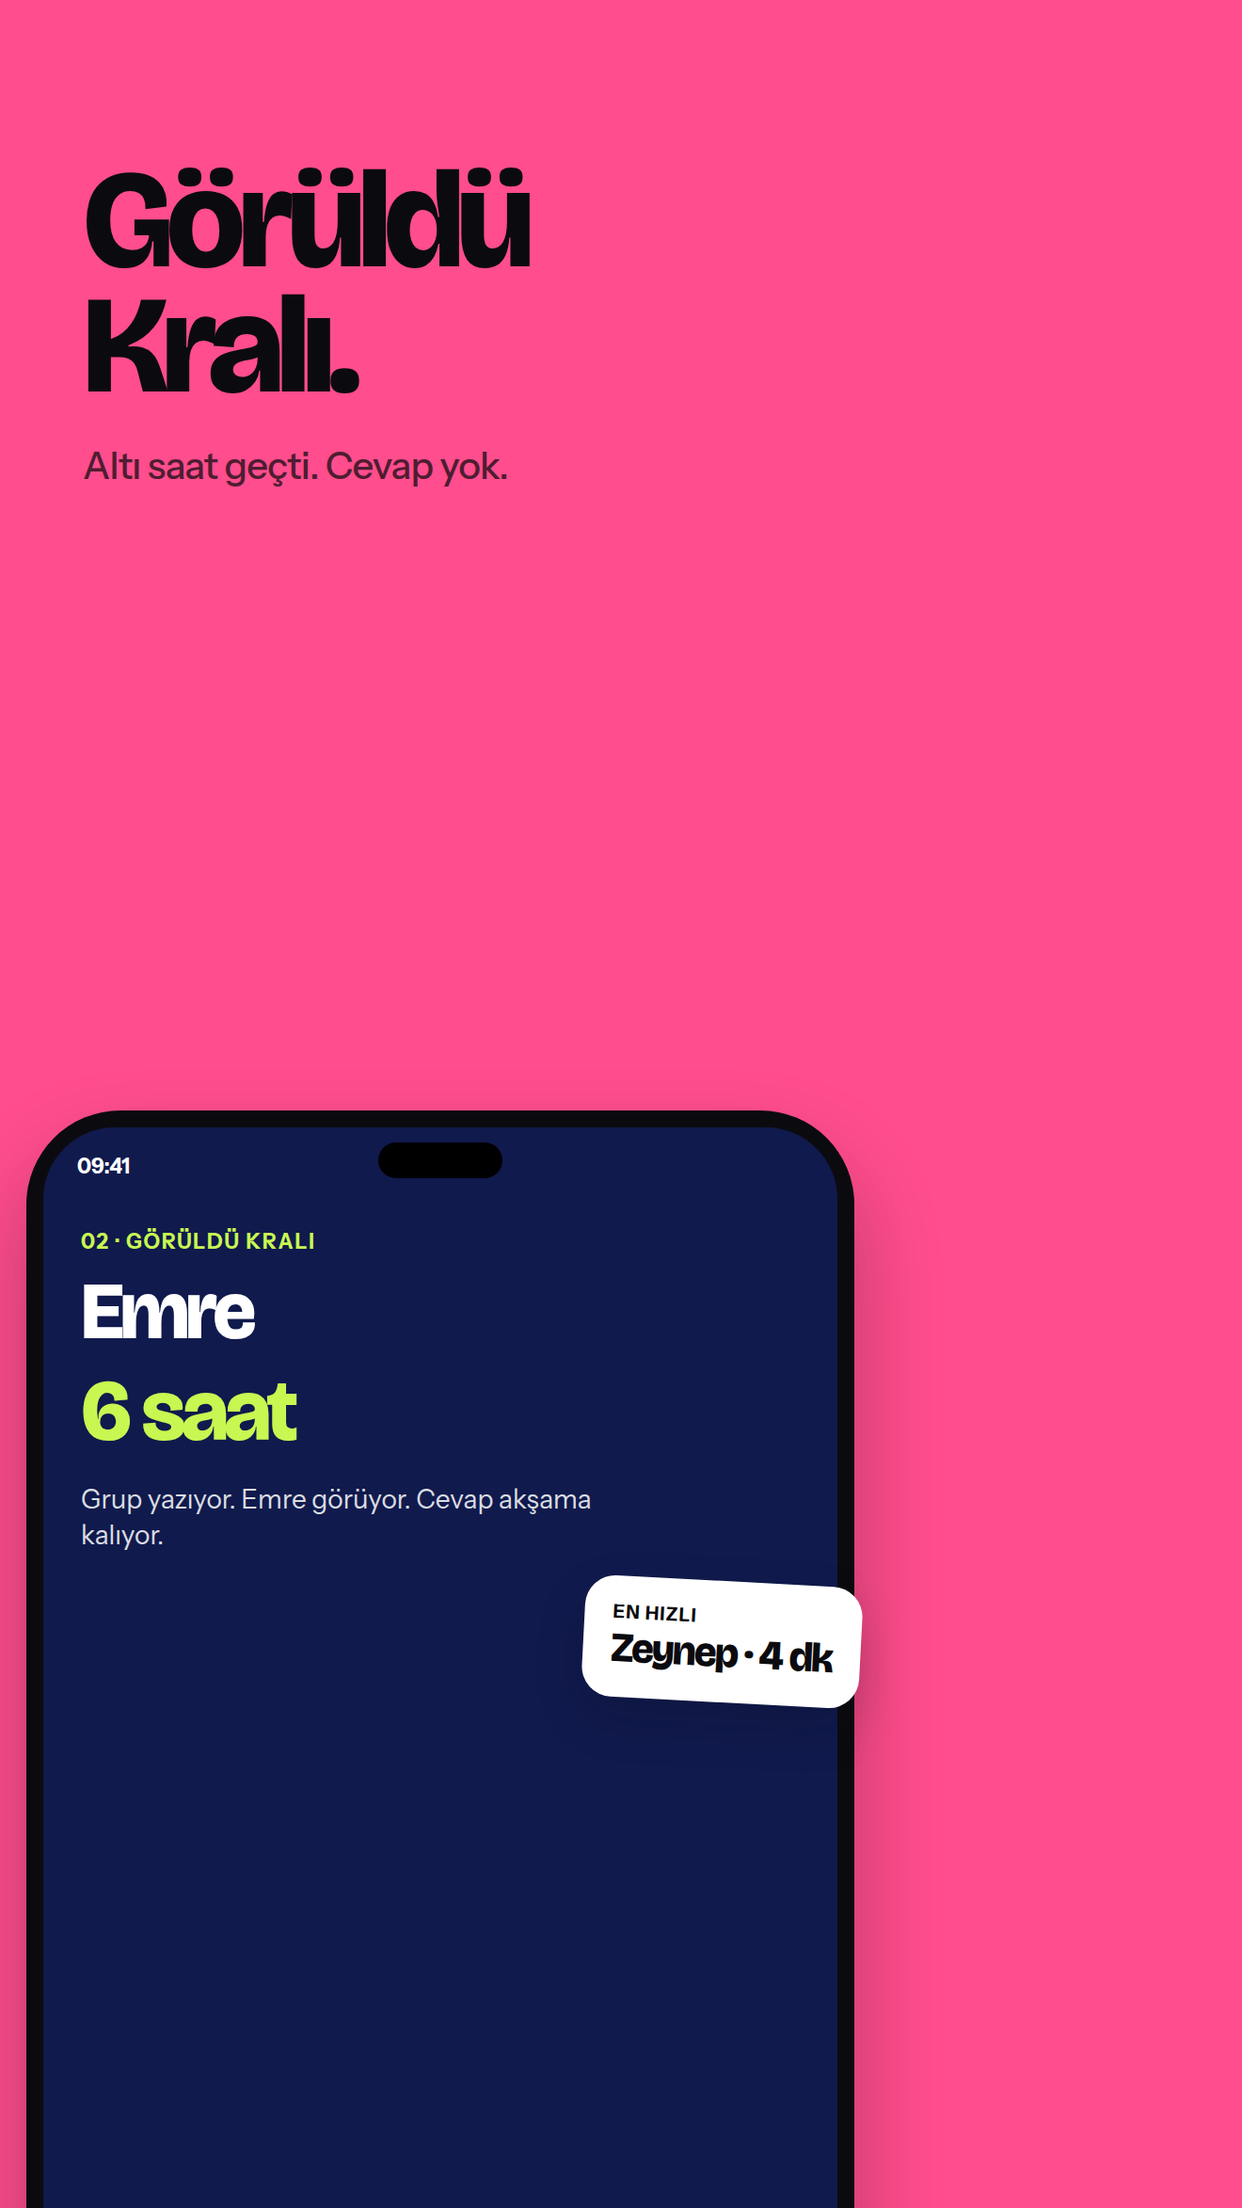 Görüldü
Kralı.
Altı saat geçti. Cevap yok.
09:41
02 · GÖRÜLDÜ KRALI
Emre
6 saat
Grup yazıyor. Emre görüyor. Cevap akşama
kalıyor.
EN HIZLI
Zeynep · 4 dk